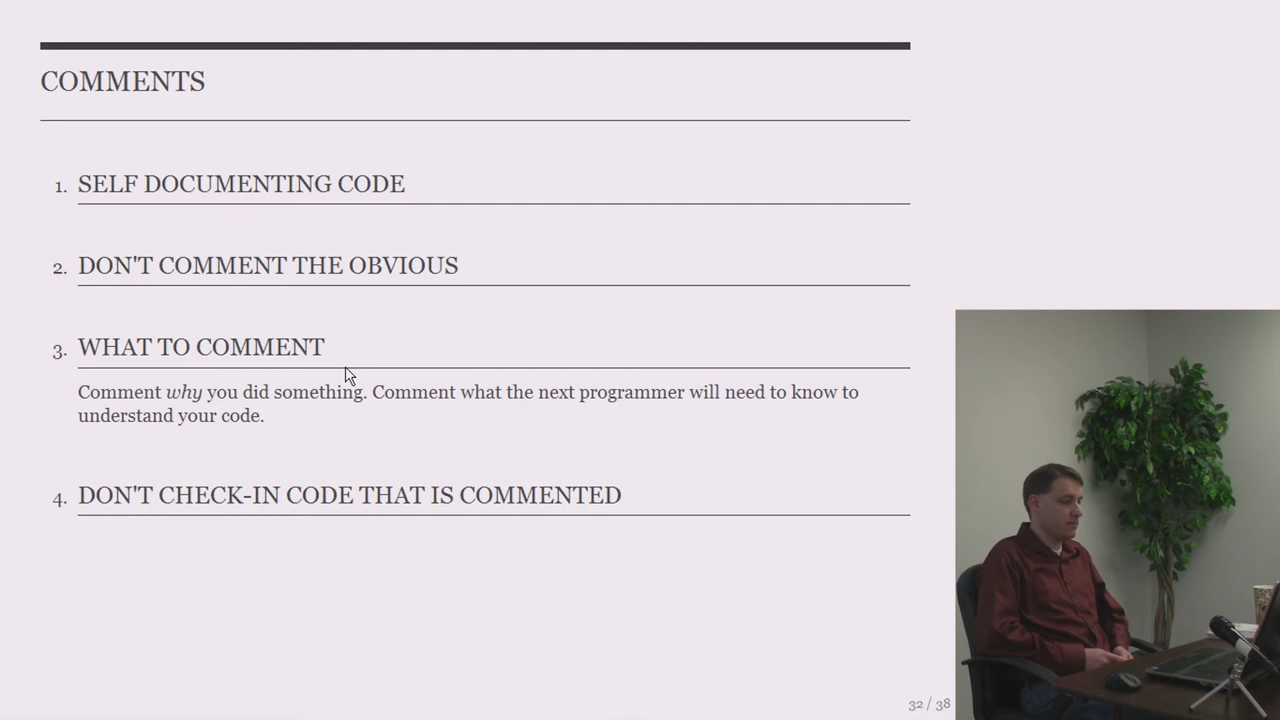 COMMENTS
1. SELF DOCUMENTING CODE
2. DON'T COMMENT THE OBVIOUS
3. WHAT TO COMMENT
Comment why you did something. Comment what the next programmer will need to know to
understand your code.
4. DON'T CHECK-IN CODE THAT IS COMMENTED
32 / 38